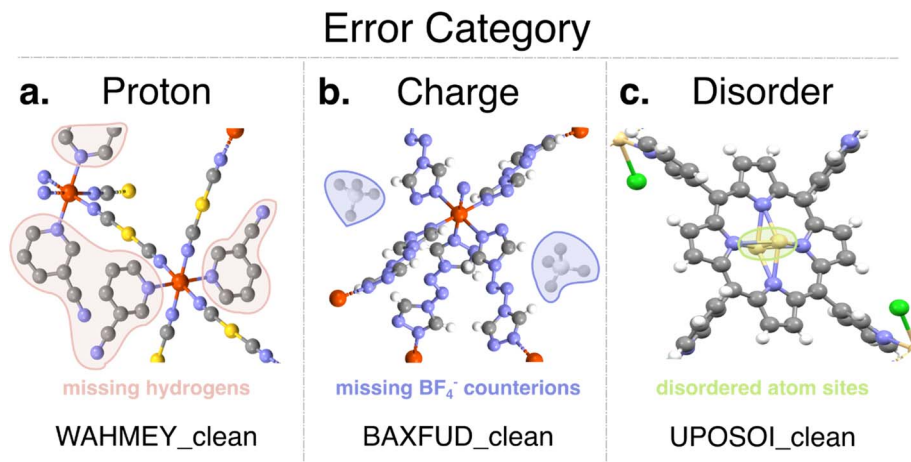 Error Category
a. Proton
b. Charge
c. Disorder
missing hydrogens
missing BF₄⁻ counterions
disordered atom sites
WAHMEY_clean
BAXFUD_clean
UPOSOI_clean